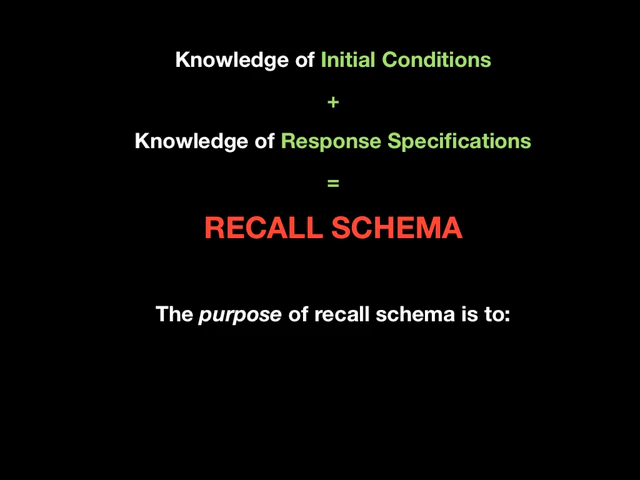 Knowledge of Initial Conditions
+
Knowledge of Response Specifications
=
RECALL SCHEMA
The purpose of recall schema is to: